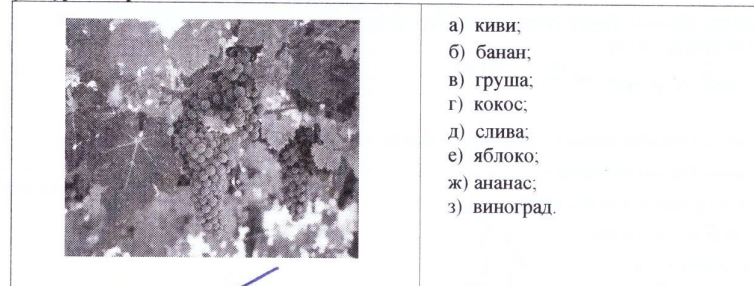 а) киви;
б) банан;
в) груша;
г) кокос;
д) слива;
е) яблоко;
ж) ананас;
з) виноград.